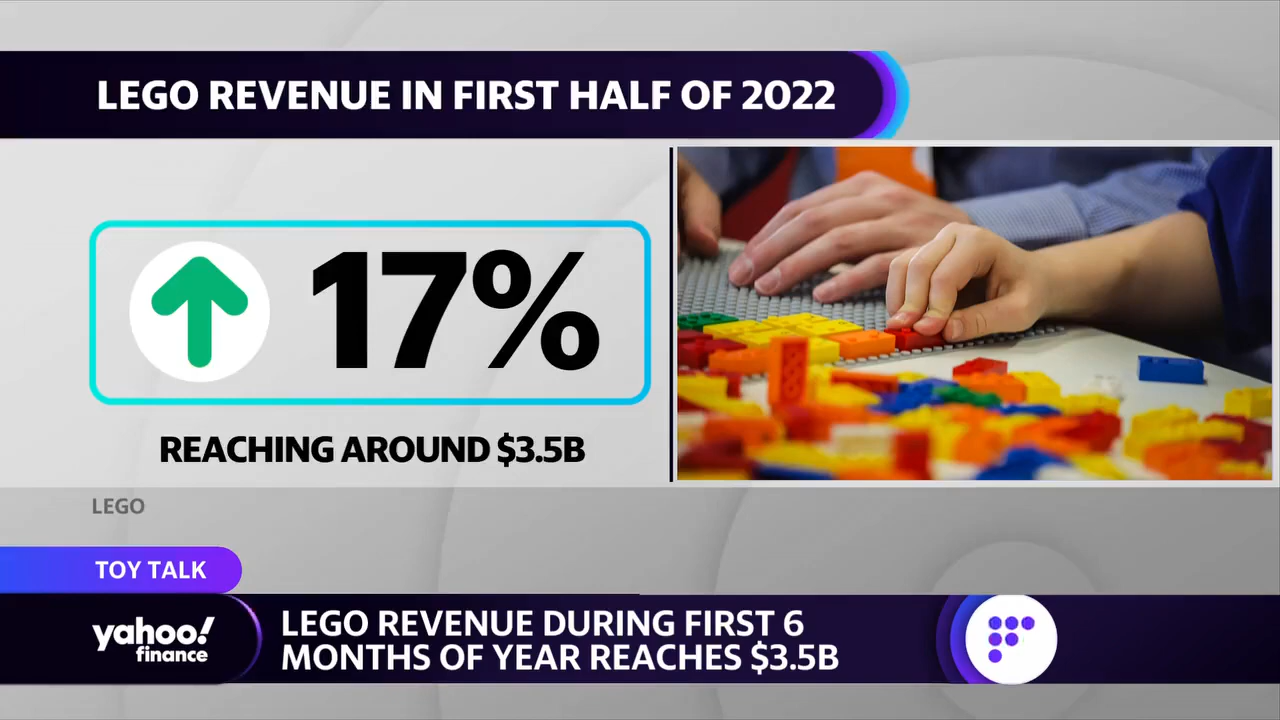 LEGO REVENUE IN FIRST HALF OF 2022
17%
REACHING AROUND $3.5B
LEGO
TOY TALK
yahoo!
finance
LEGO REVENUE DURING FIRST 6
MONTHS OF YEAR REACHES $3.5B